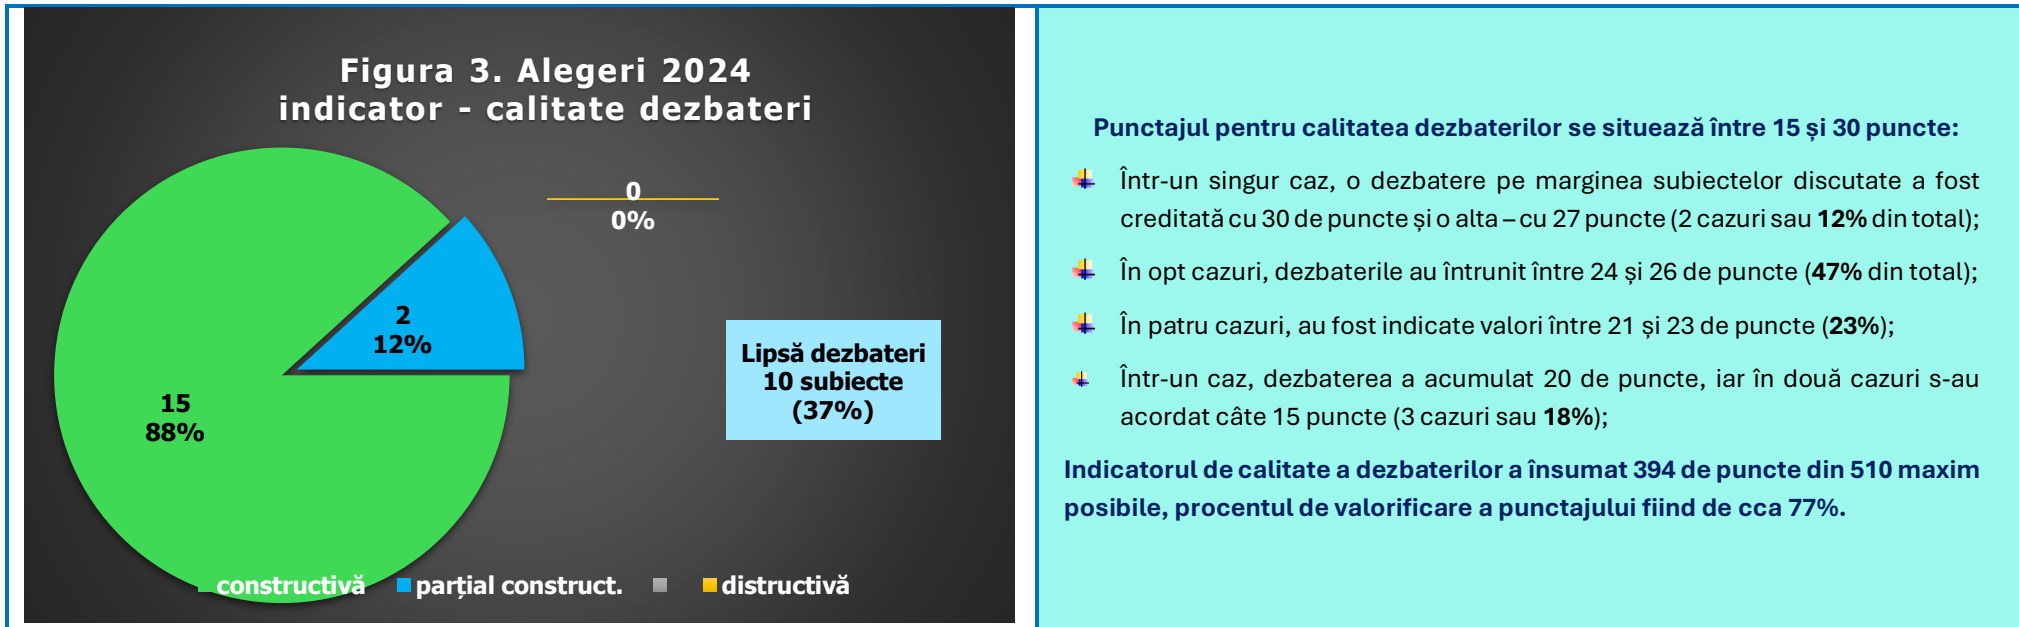 Figura 3. Alegeri 2024
indicator - calitate dezbateri
0
0%
2
12%
15
88%
Lipsă dezbateri
10 subiecte
(37%)
constructivă parțial construct. distructivă
Punctajul pentru calitatea dezbaterilor se situează între 15 și 30 puncte:
Într-un singur caz, o dezbatere pe marginea subiectelor discutate a fost
creditată cu 30 de puncte și o alta – cu 27 puncte (2 cazuri sau 12% din total);
În opt cazuri, dezbaterile au întrunit între 24 și 26 de puncte (47% din total);
În patru cazuri, au fost indicate valori între 21 și 23 de puncte (23%);
Într-un caz, dezbaterea a acumulat 20 de puncte, iar în două cazuri s-au
acordat câte 15 puncte (3 cazuri sau 18%);
Indicatorul de calitate a dezbaterilor a însumat 394 de puncte din 510 maxim
posibile, procentul de valorificare a punctajului fiind de cca 77%.